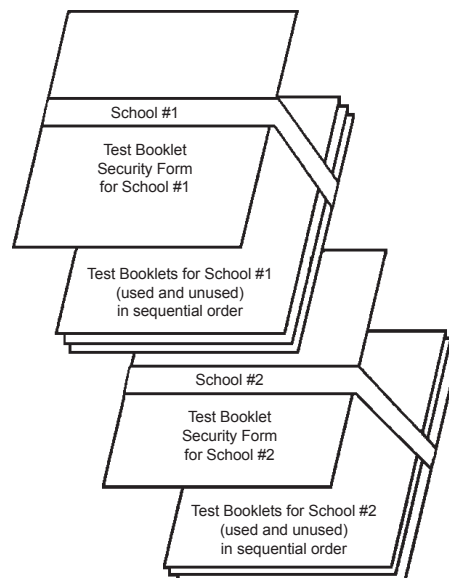 School #1
Test Booklet
Security Form
for School #1
Test Booklets for School #1
(used and unused)
in sequential order
School #2
Test Booklet
Security Form
for School #2
Test Booklets for School #2
(used and unused)
in sequential order